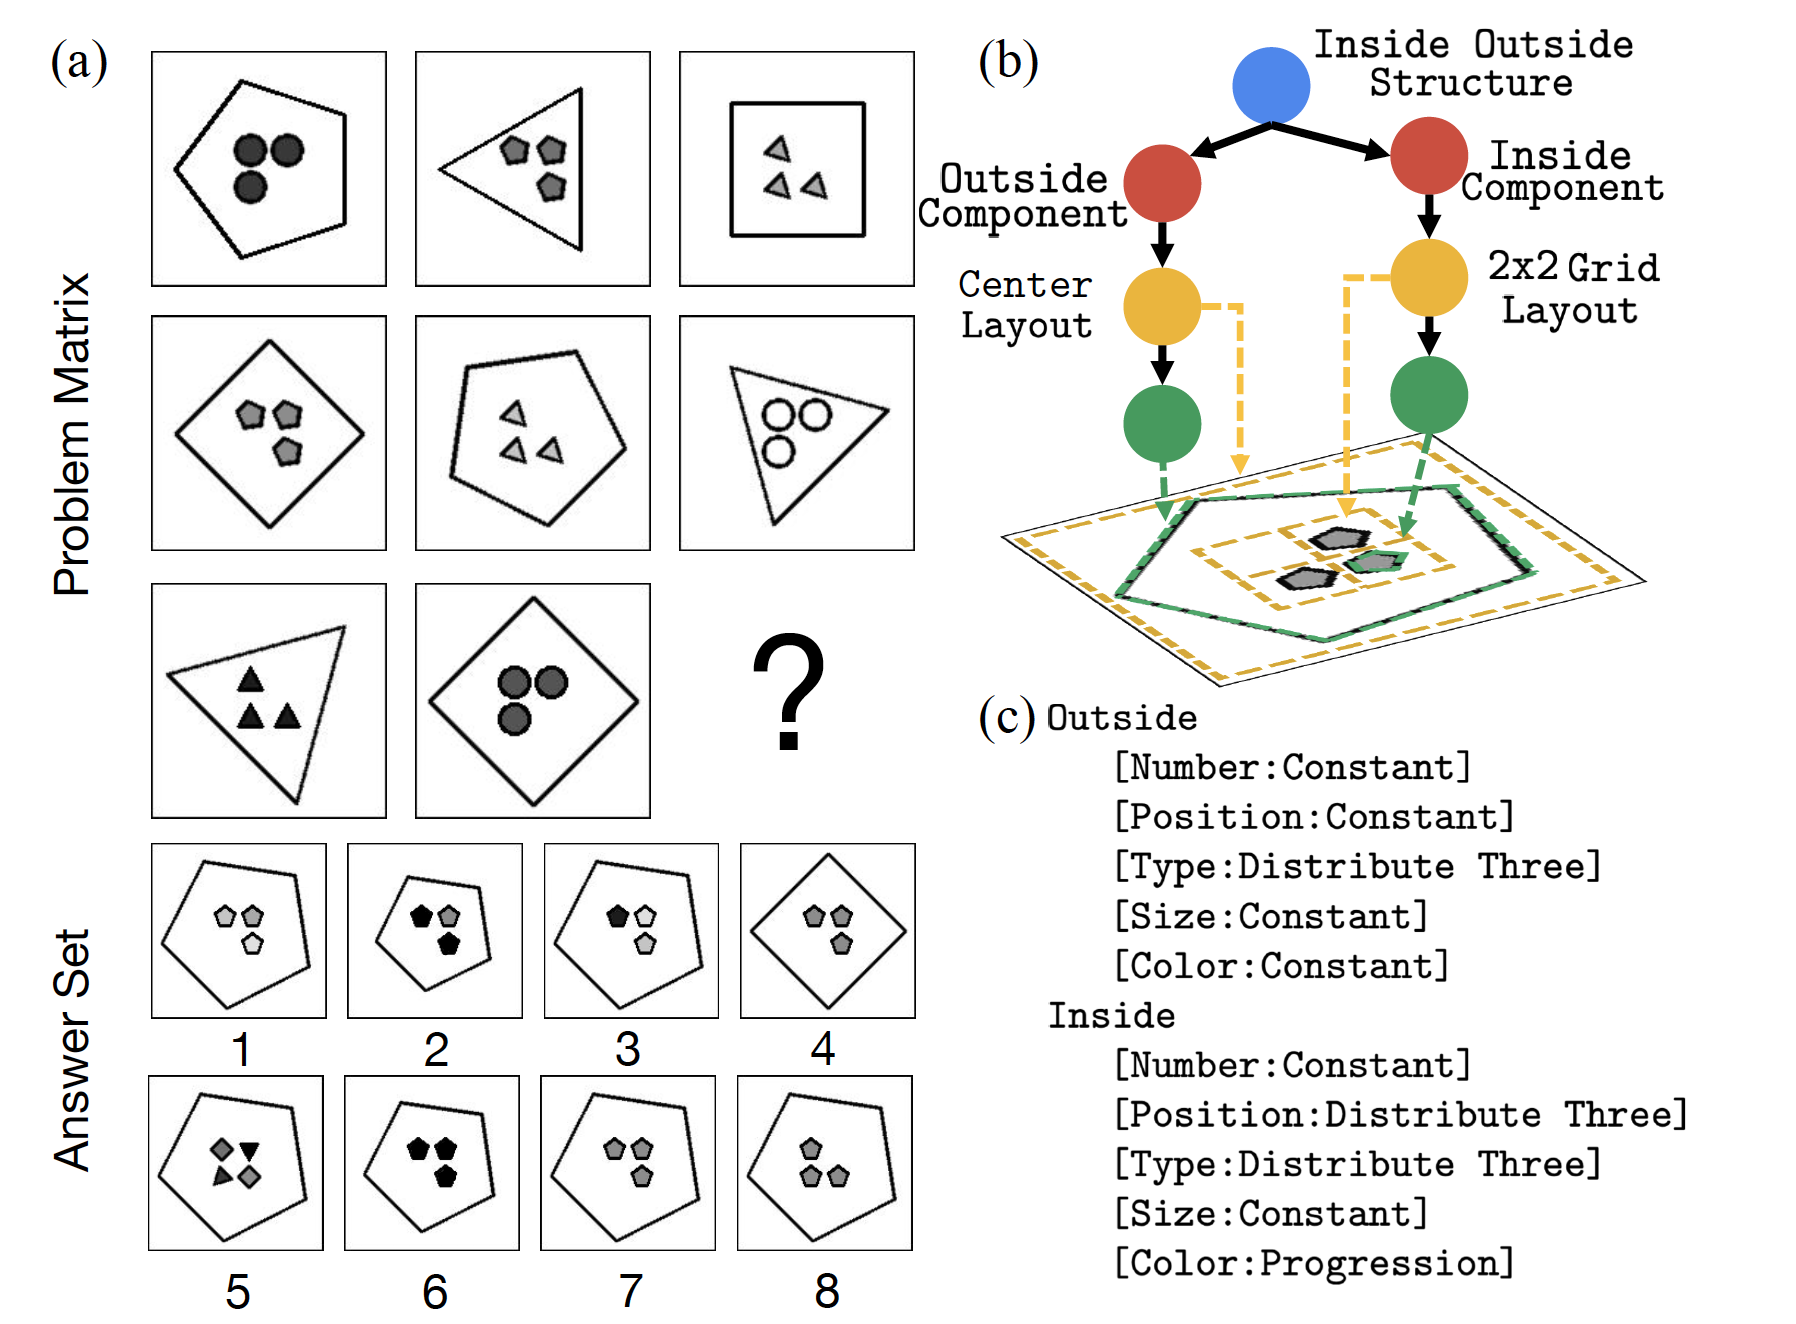 (a)
Problem Matrix
?
Answer Set
1
2
3
4
5
6
7
8
(b)
Inside Outside
Structure
Outside
Component
Inside
Component
Center
Layout
2x2 Grid
Layout
(c)
Outside
[Number:Constant]
[Position:Constant]
[Type:Distribute Three]
[Size:Constant]
[Color:Constant]
Inside
[Number:Constant]
[Position:Distribute Three]
[Type:Distribute Three]
[Size:Constant]
[Color:Progression]